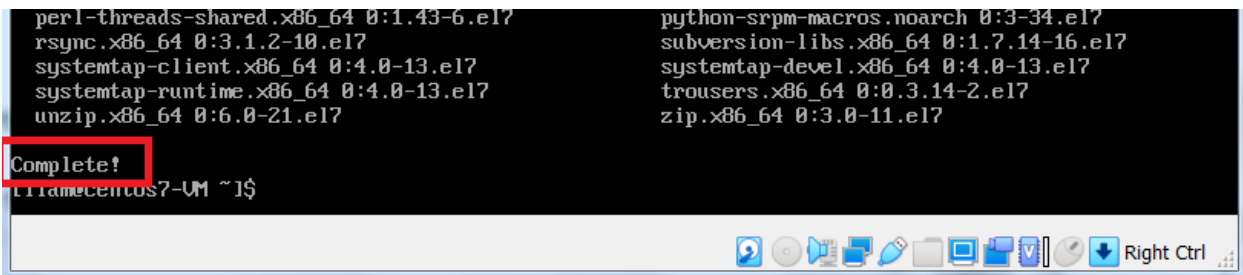 perl-threads-shared.x86_64 0:1.43-6.el7 python-srpm-macros.noarch 0:3-34.el7
rsync.x86_64 0:3.1.2-10.el7 subversion-libs.x86_64 0:1.7.14-16.el7
systemtap-client.x86_64 0:4.0-13.el7 systemtap-devel.x86_64 0:4.0-13.el7
systemtap-runtime.x86_64 0:4.0-13.el7 trousers.x86_64 0:0.3.14-2.el7
unzip.x86_64 0:6.0-21.el7 zip.x86_64 0:3.0-11.el7
Complete!
~]$
Right Ctrl